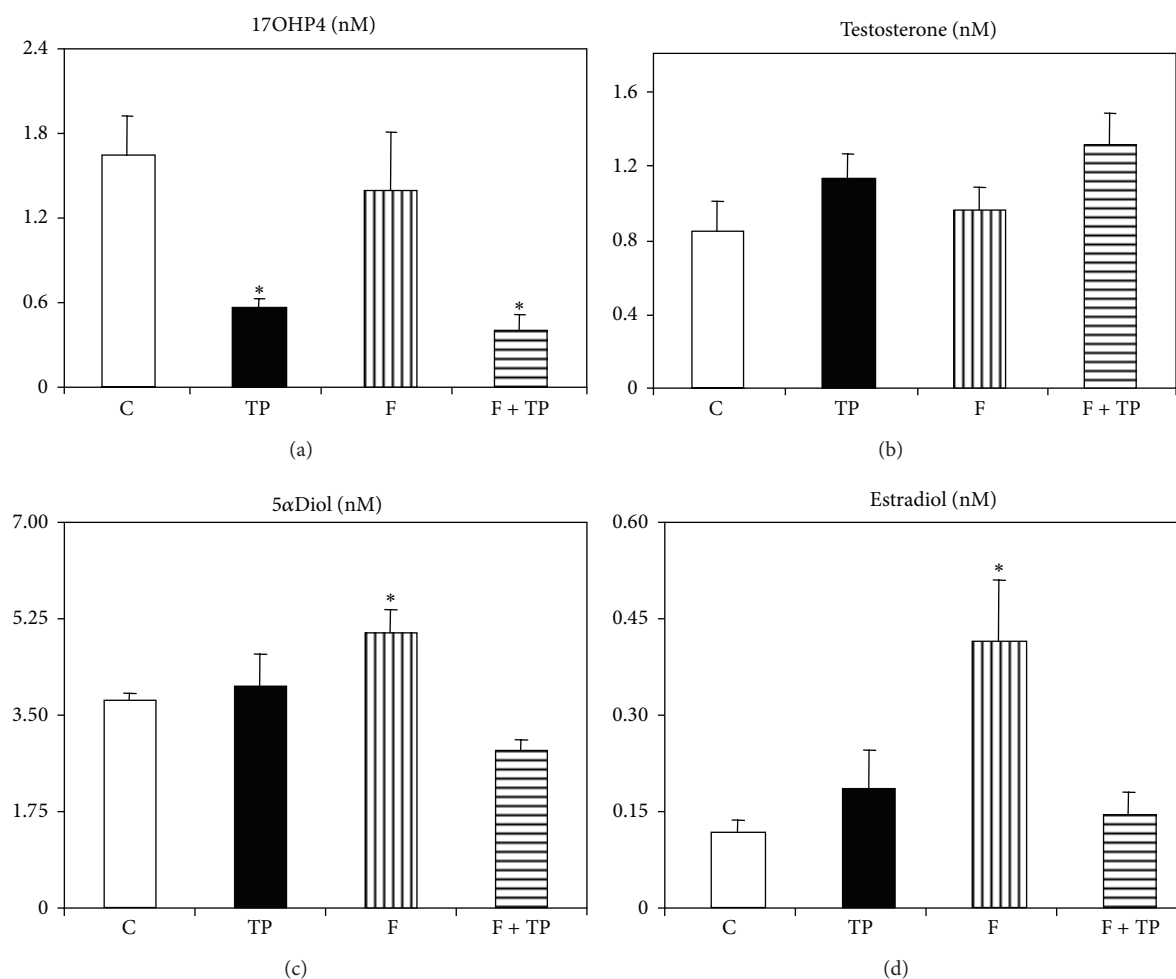 17OHP4 (nM)
2.4
1.8
1.2
0.6
0
*
*
C TP F F + TP
(a)
Testosterone (nM)
1.6
1.2
0.8
0.4
0
C TP F F + TP
(b)
5αDiol (nM)
7.00
5.25
3.50
1.75
0
*
C TP F F + TP
(c)
Estradiol (nM)
0.60
0.45
0.30
0.15
0
*
C TP F F + TP
(d)